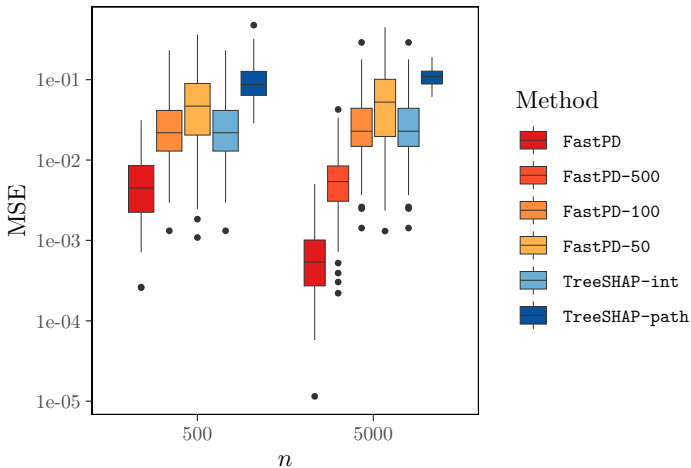 MSE
1e-01
1e-02
1e-03
1e-04
1e-05
500
5000
n
Method
FastPD
FastPD-500
FastPD-100
FastPD-50
TreeSHAP-int
TreeSHAP-path